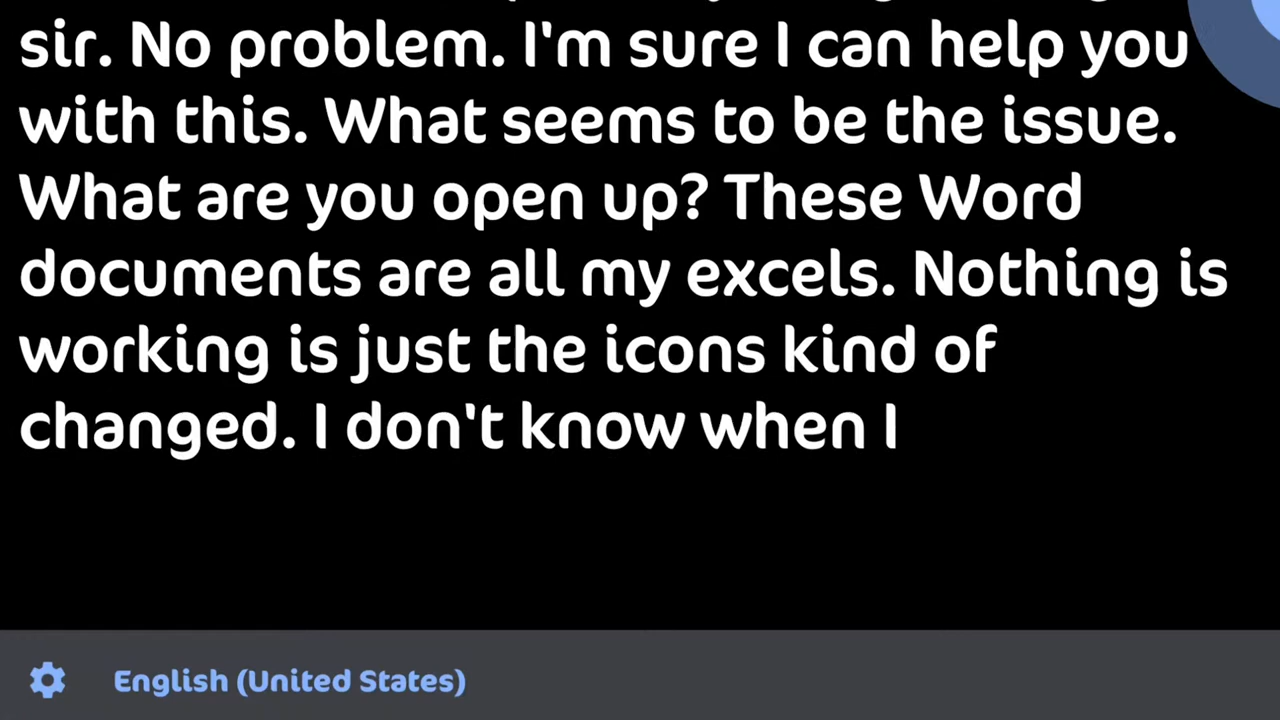 sir. No problem. I'm sure I can help you
with this. What seems to be the issue.
What are you open up? These Word
documents are all my excels. Nothing is
working is just the icons kind of
changed. I don't know when I
English (United States)